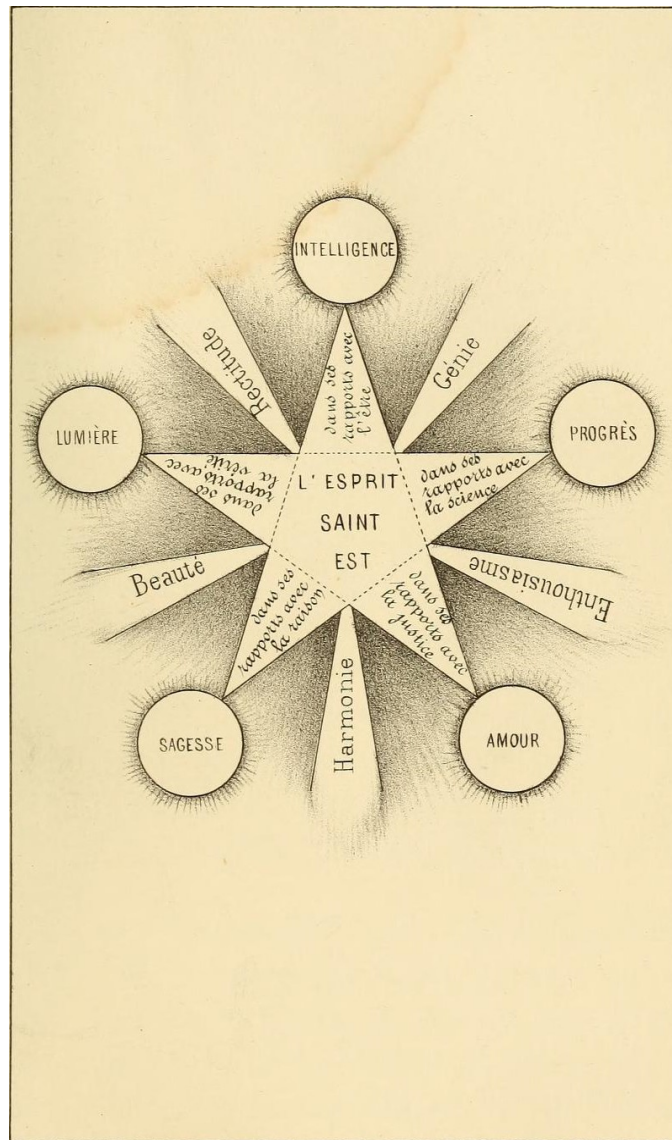 INTELLIGENCE
dans ses
rapports avec
l'être
Rectitude
Génie
LUMIÈRE
dans ses
rapports avec
la vérité
PROGRÈS
dans ses
rapports avec
la science
L'ESPRIT
SAINT
EST
Beauté
Enthousiasme
dans ses
rapports avec
la raison
dans ses
rapports avec
la justice
Harmonie
SAGESSE
AMOUR